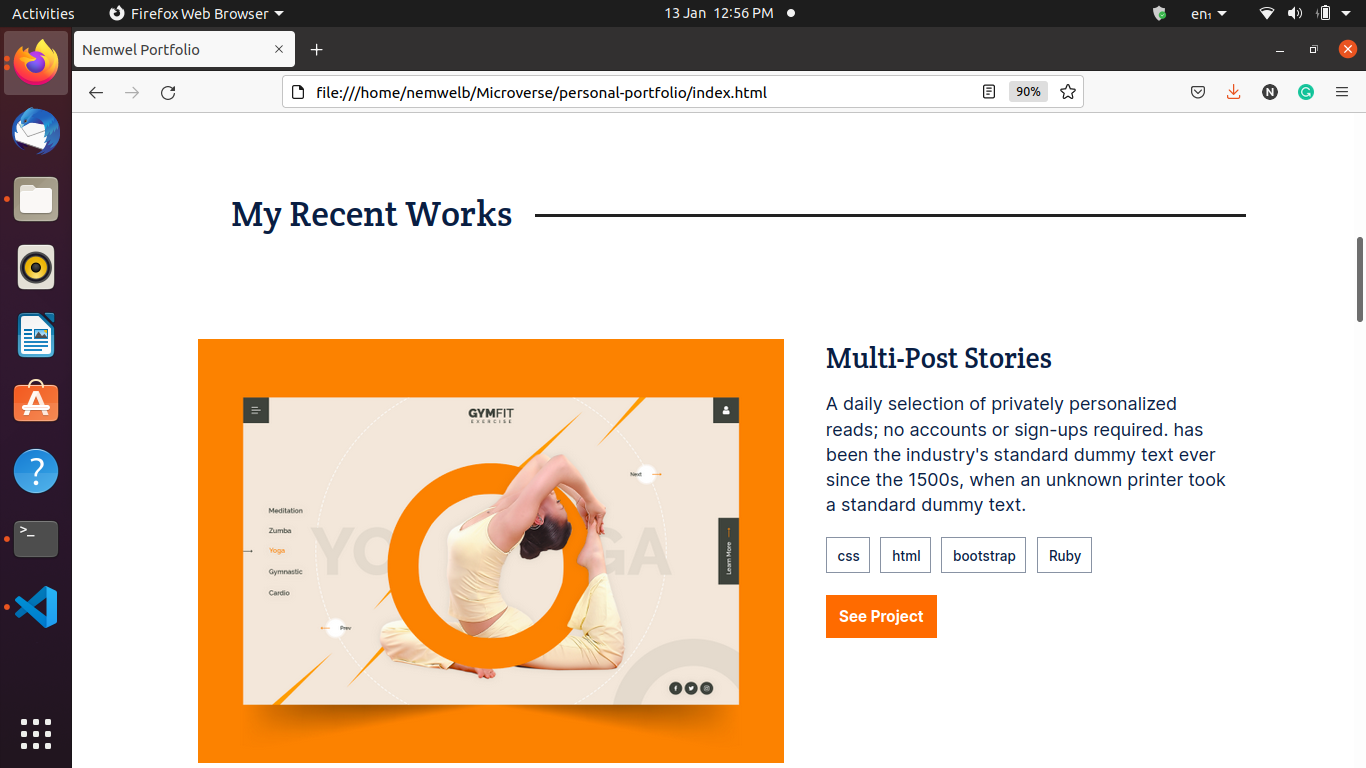 Activities
Firefox Web Browser
13 Jan 12:56 PM
en₁
Nemwel Portfolio
file:///home/nemwelb/Microverse/personal-portfolio/index.html
90%
N
My Recent Works
Multi-Post Stories
A daily selection of privately personalized
reads; no accounts or sign-ups required. has
been the industry's standard dummy text ever
since the 1500s, when an unknown printer took
a standard dummy text.
css
html
bootstrap
Ruby
See Project
GYMFIT
EXERCISE
Next
Meditation
Zumba
Yoga
Gymnastic
Cardio
Learn More
Prev